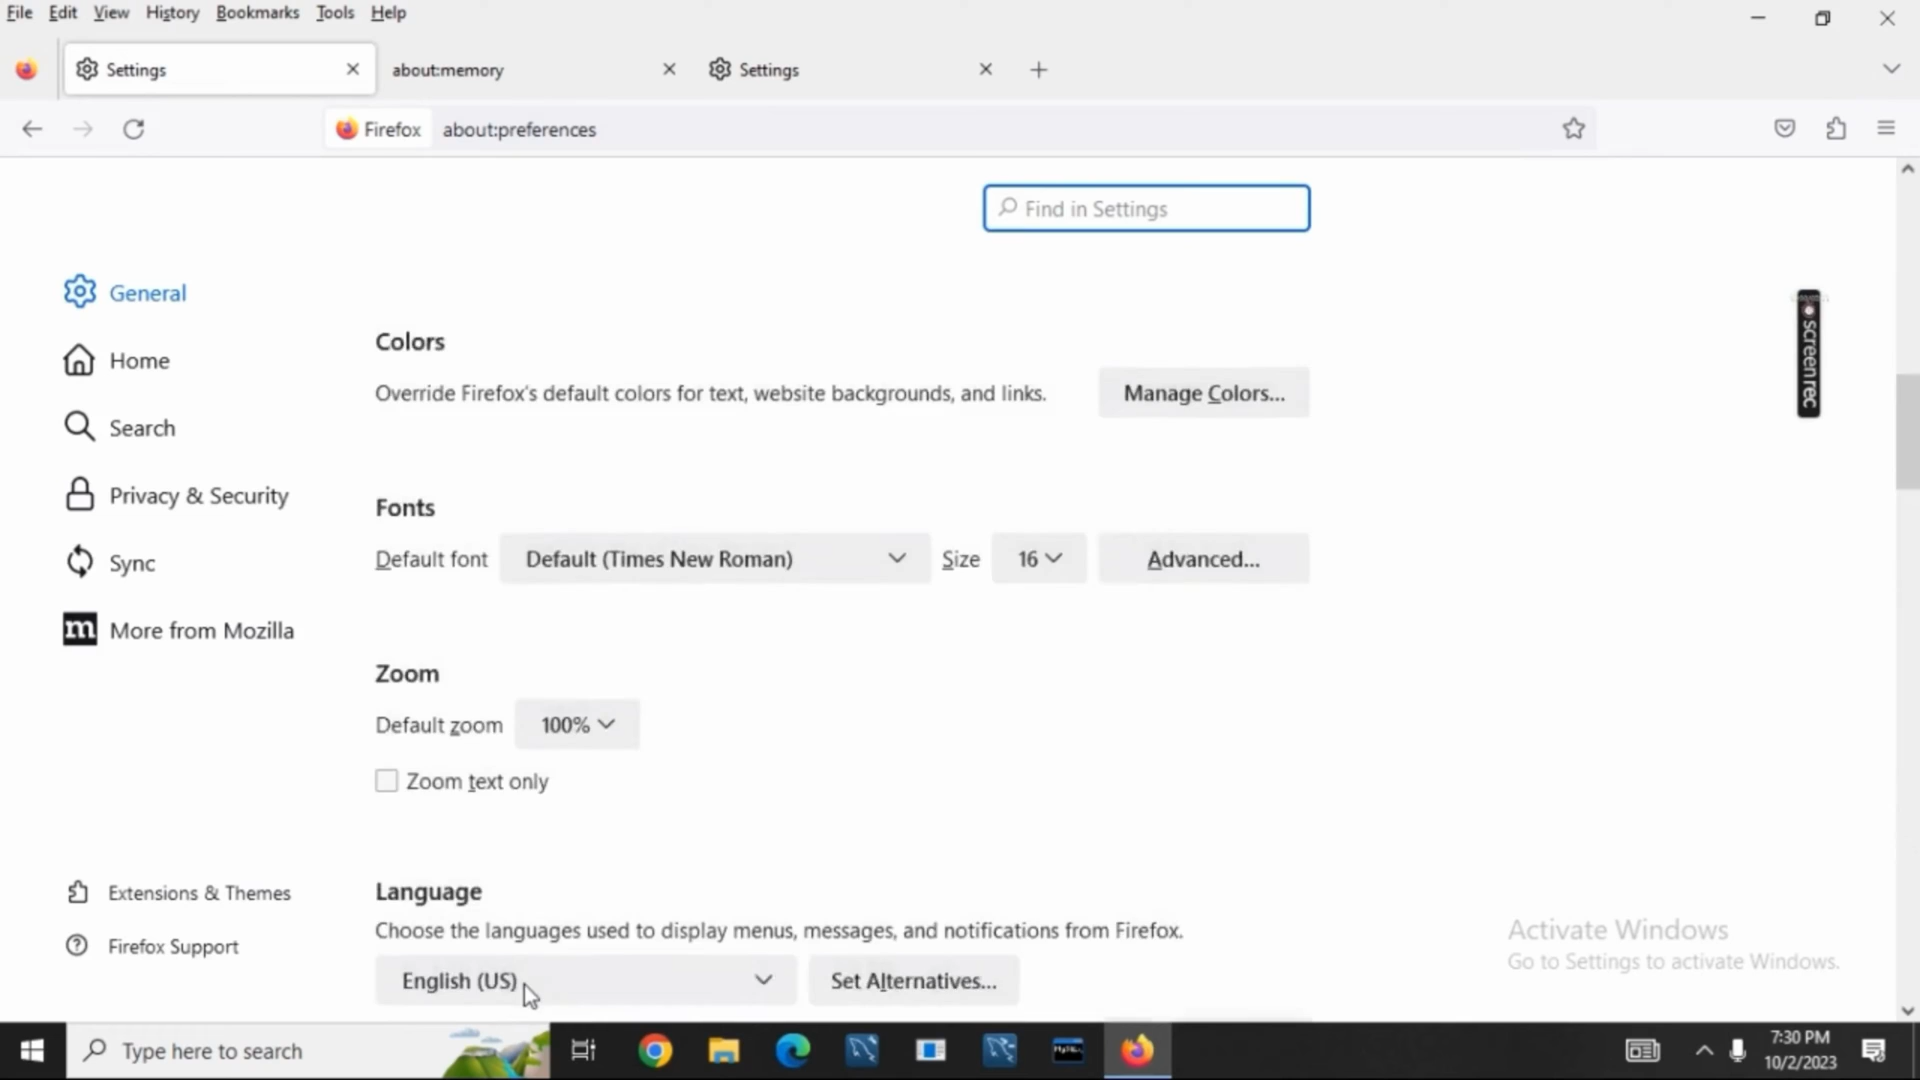 File Edit View History Bookmarks Tools Help
Settings about:memory Settings
Firefox about:preferences
Find in Settings
General
Home
Search
Privacy & Security
Sync
More from Mozilla
Extensions & Themes
Firefox Support
Colors
Override Firefox's default colors for text, website backgrounds, and links. Manage Colors...
Fonts
Default font Default (Times New Roman) Size 16 Advanced...
Zoom
Default zoom 100%
Zoom text only
Language
Choose the languages used to display menus, messages, and notifications from Firefox.
English (US) Set Alternatives...
screenrec
Activate Windows
Go to Settings to activate Windows.
Type here to search
7:30 PM
10/2/2023